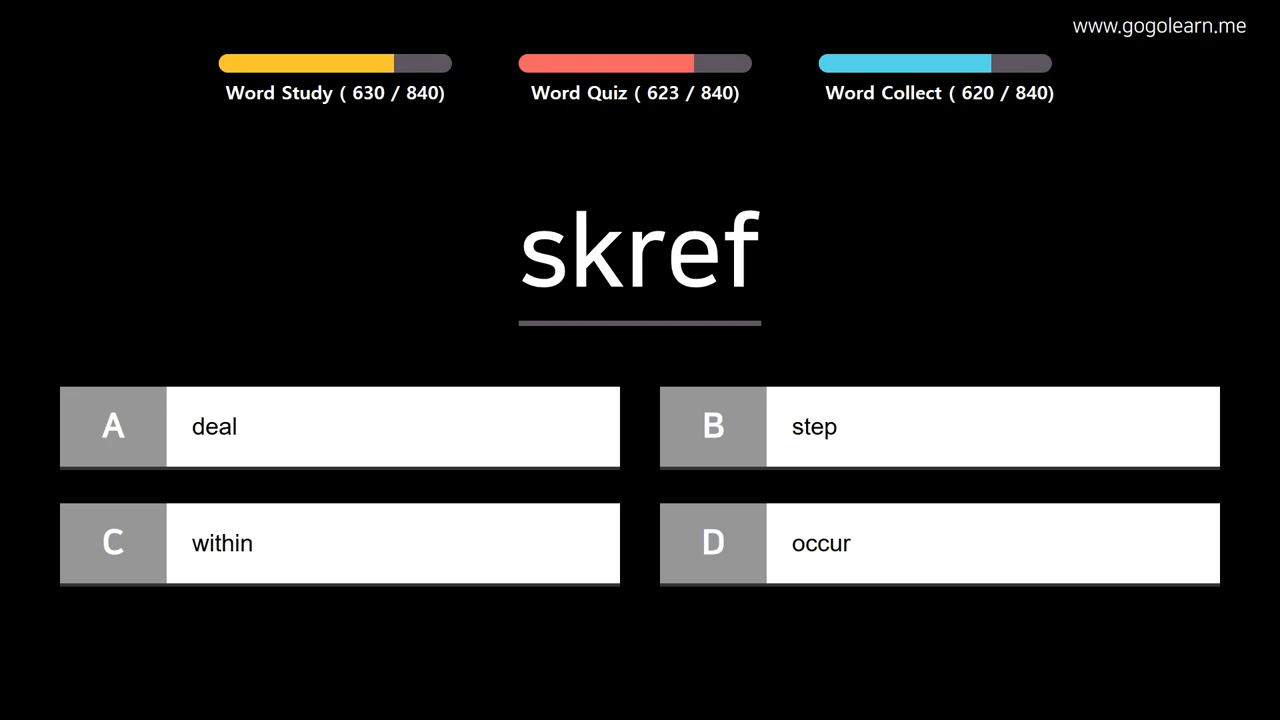 www.gogolearn.me
Word Study ( 630 / 840)
Word Quiz ( 623 / 840)
Word Collect ( 620 / 840)
skref
A deal
B step
C within
D occur